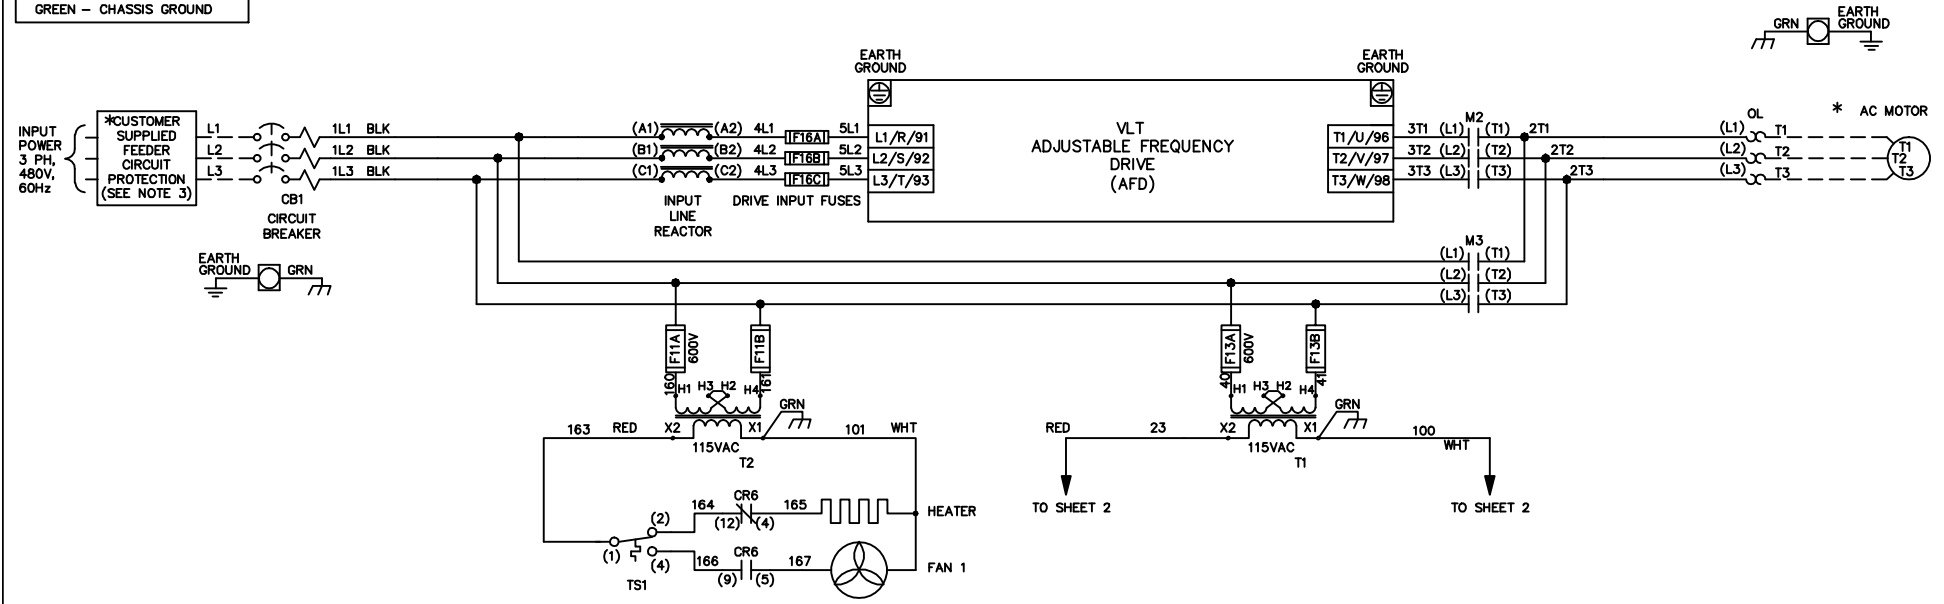 GREEN – CHASSIS GROUND
GRN
EARTH
GROUND
EARTH
GROUND
EARTH
GROUND
INPUT
POWER
3 PH,
480V,
60Hz
*CUSTOMER
SUPPLIED
FEEDER
CIRCUIT
PROTECTION
(SEE NOTE 3)
L1
L2
L3
CB1
CIRCUIT
BREAKER
1L1 BLK
1L2 BLK
1L3 BLK
(A1) (A2) 4L1 F16A 5L1
(B1) (B2) 4L2 F16B 5L2
(C1) (C2) 4L3 F16C 5L3
INPUT
LINE
REACTOR
DRIVE INPUT FUSES
L1/R/91
L2/S/92
L3/T/93
VLT
ADJUSTABLE FREQUENCY
DRIVE
(AFD)
T1/U/96
T2/V/97
T3/W/98
M2
3T1 (L1) (T1) 2T1
3T2 (L2) (T2) 2T2
3T3 (L3) (T3) 2T3
OL
(L1) T1
(L2) T2
(L3) T3
* AC MOTOR
T1
T2
T3
M3
(L1) (T1)
(L2) (T2)
(L3) (T3)
EARTH
GROUND
GRN
F11A
600V
F11B
160
161
H1 H3 H2 H4
GRN
163 RED X2 X1 101 WHT
115VAC
T2
F13A
600V
F13B
40
41
H1 H3 H2 H4
GRN
RED 23 X2 X1 100
WHT
115VAC
T1
TO SHEET 2
TO SHEET 2
CR6
164 165
(12) (4)
HEATER
(2)
(1)
(4)
TS1
CR6
166 167
(9) (5)
FAN 1